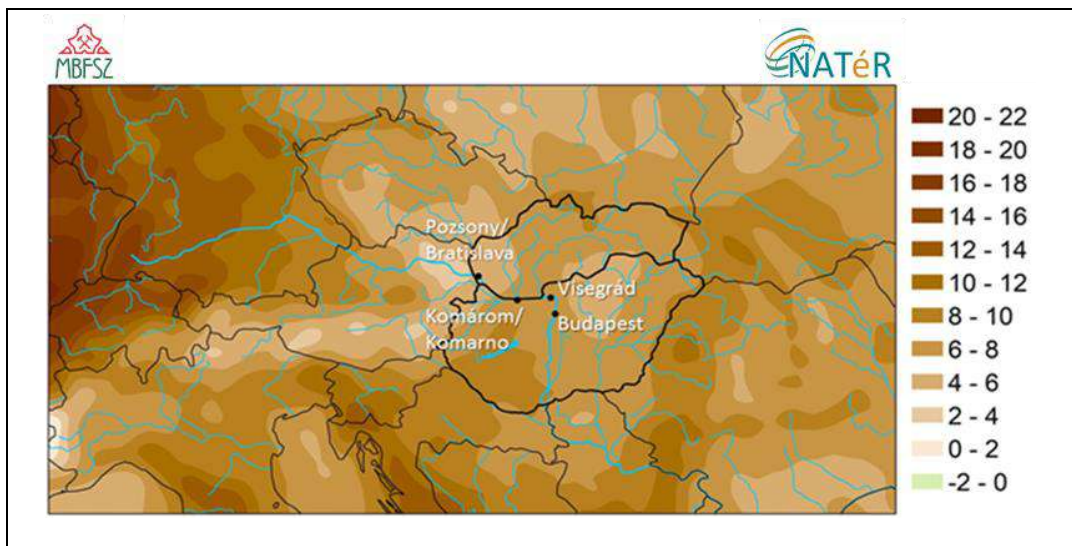 MBFSZ
NATéR
Pozsony/
Bratislava
Visegrád
Komárom/
Komarno
Budapest
20 - 22
18 - 20
16 - 18
14 - 16
12 - 14
10 - 12
8 - 10
6 - 8
4 - 6
2 - 4
0 - 2
-2 - 0